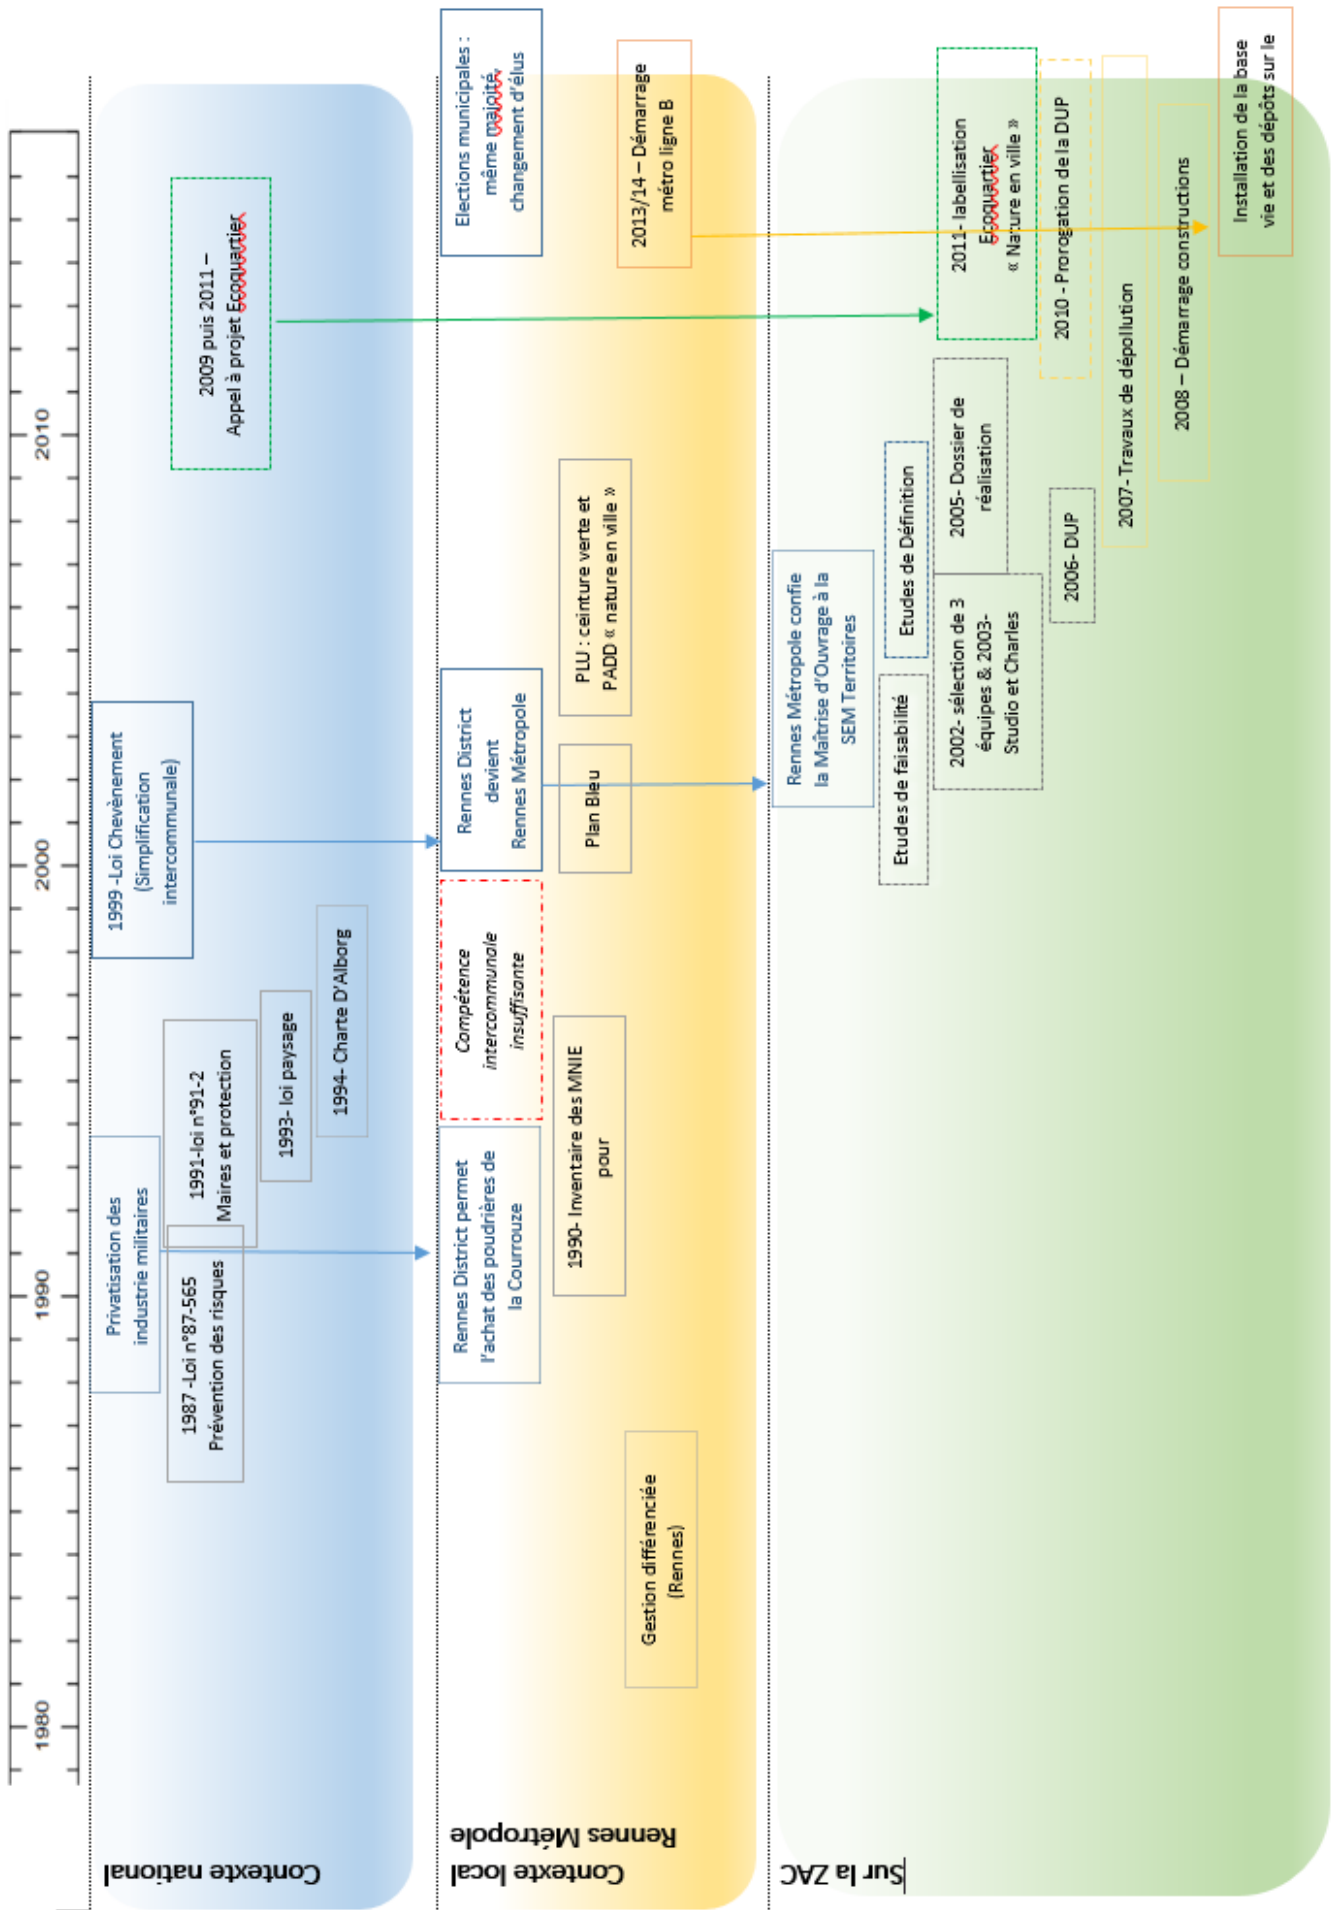 1980
1990
2000
2010
Contexte national
Privatisation des
industrie militaires
1987 -Loi n°87-565
Prévention des risques
1991-loi n°91-2
Maires et protection
1993- loi paysage
1994- Charte D'Alborg
1999 -Loi Chevènement
(Simplification
intercommunale)
2009 puis 2011 –
Appel à projet Ecoquartier
Contexte local
Rennes Métropole
Gestion différenciée
(Rennes)
Rennes District permet
l'achat des poudrières de
la Courrouze
1990- Inventaire des MNIE
pour
Compétence
intercommunale
insuffisante
Rennes District
devient
Rennes Métropole
Plan Bleu
PLU : ceinture verte et
PADD « nature en ville »
Elections municipales :
même majoité,
changement d'élus
2013/14 – Démarrage
métro ligne B
Sur la ZAC
Rennes Métropole confie
la Maîtrise d'Ouvrage à la
SEM Territoires
Etudes de faisabilité
Etudes de Définition
2002- sélection de 3
équipes & 2003-
Studio et Charles
2005- Dossier de
réalisation
2006- DUP
2007- Travaux de dépollution
2008 – Démarrage constructions
2010 - Prorogation de la DUP
2011- labellisation
Ecoquartier
« Nature en ville »
Installation de la base
vie et des dépôts sur le